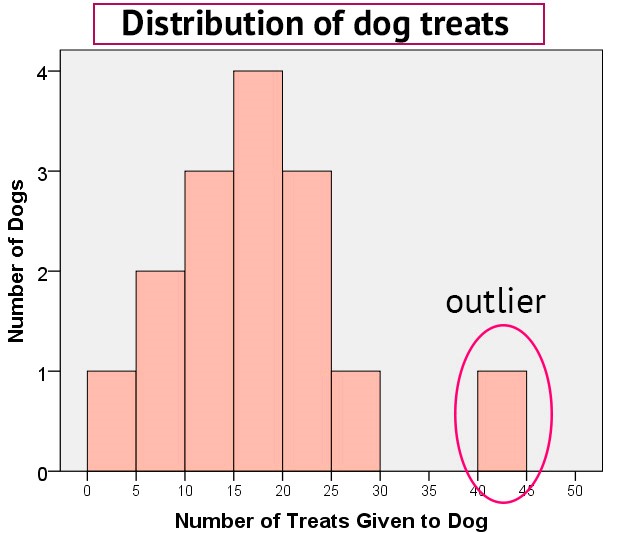 Distribution of dog treats
4
3
2
1
0
Number of Dogs
outlier
0 5 10 15 20 25 30 35 40 45 50
Number of Treats Given to Dog